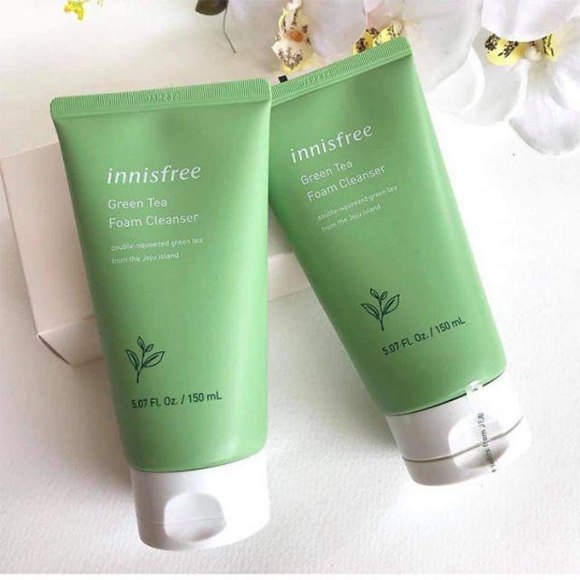 innisfree
Green Tea
Foam Cleanser
double-squeezed green tea
from the Jeju island
5.07 FL Oz. / 150 mL
innisfree
Green Tea
Foam Cleanser
double-squeezed green tea
from the Jeju island
5.07 FL Oz. / 150 mL
from